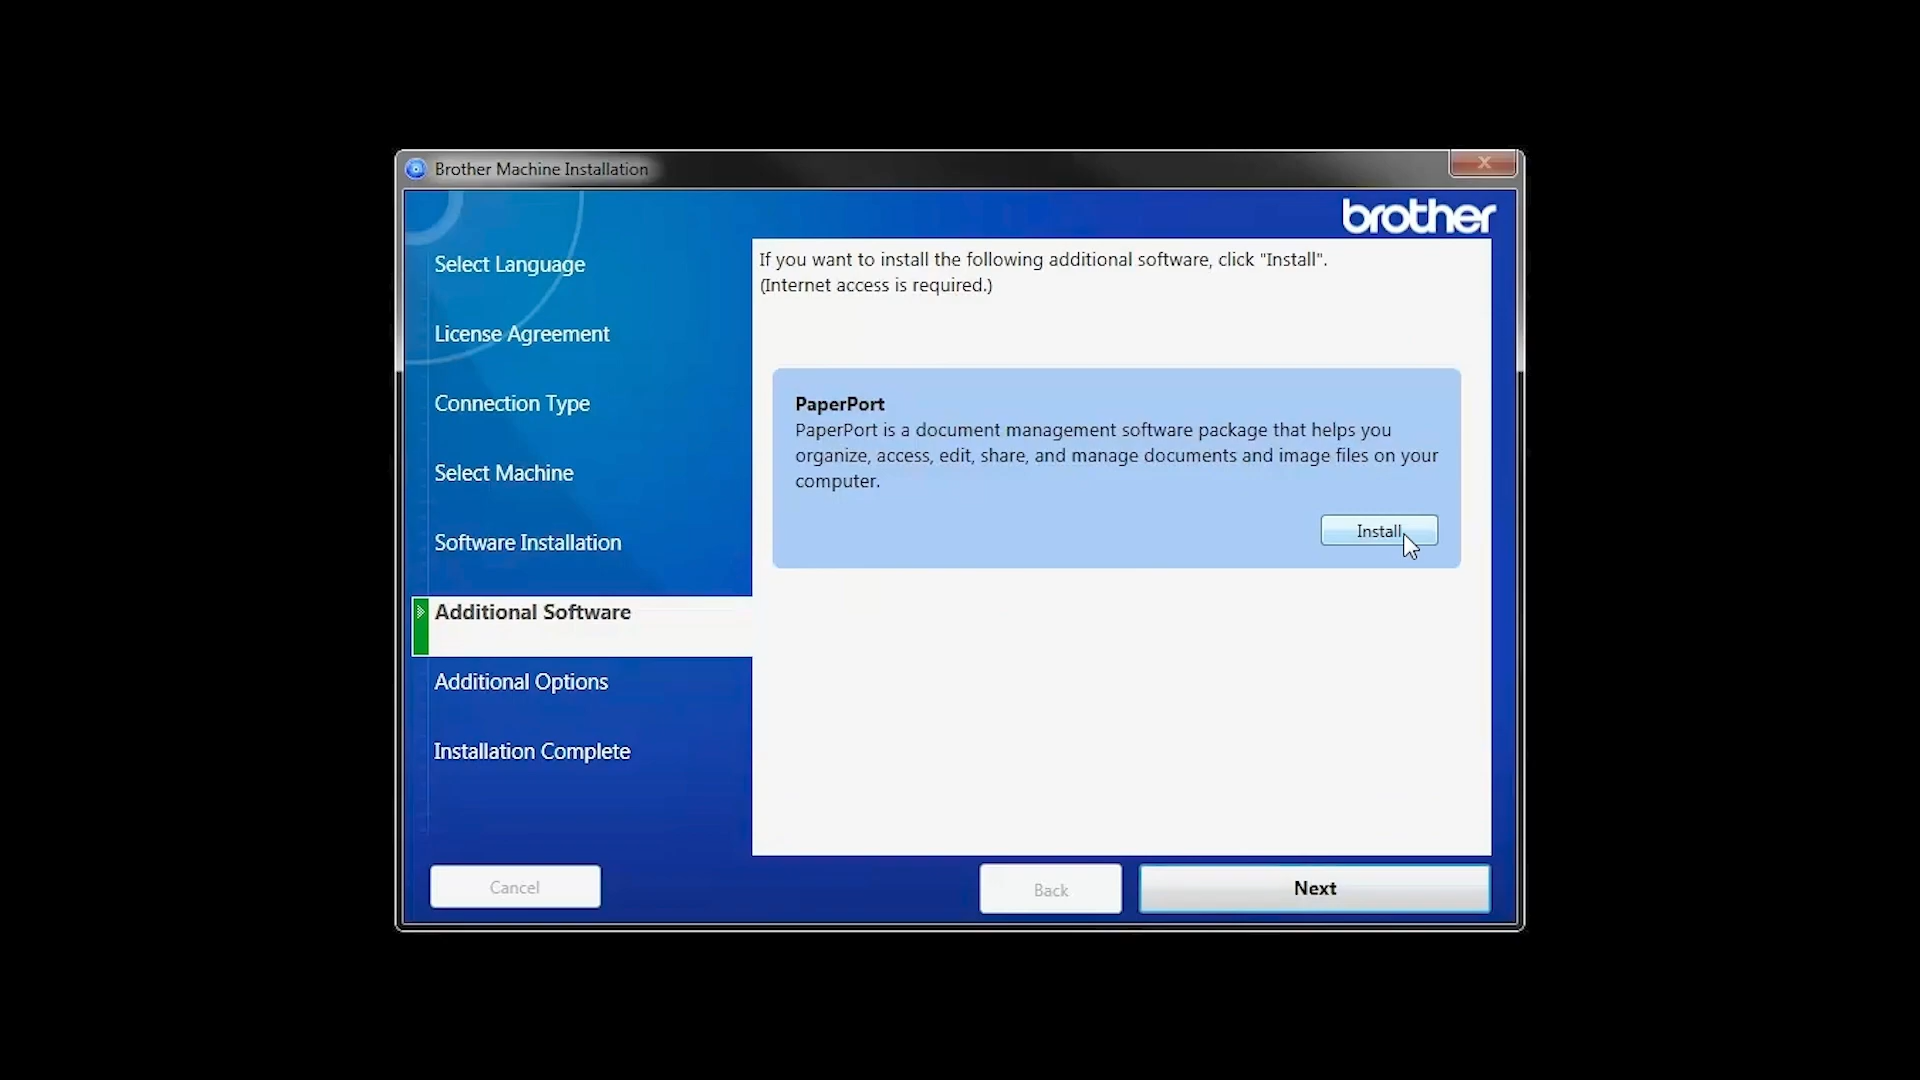 Brother Machine Installation
X
brother
Select Language
License Agreement
Connection Type
Select Machine
Software Installation
Additional Software
Additional Options
Installation Complete
If you want to install the following additional software, click "Install".
(Internet access is required.)
PaperPort
PaperPort is a document management software package that helps you
organize, access, edit, share, and manage documents and image files on your
computer.
Install
Cancel
Back
Next